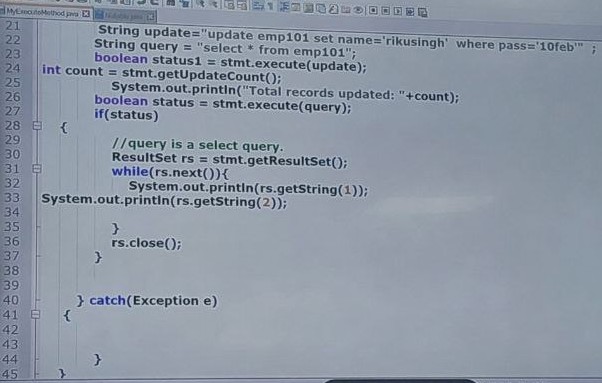 MyExecuteMethod.java
21 String update="update emp101 set name='rikusingh' where pass='10feb'" ;
22 String query = "select * from emp101";
23 boolean status1 = stmt.execute(update);
24 int count = stmt.getUpdateCount();
25 System.out.println("Total records updated: "+count);
26 boolean status = stmt.execute(query);
27 if(status)
28 {
29 //query is a select query.
30 ResultSet rs = stmt.getResultSet();
31 while(rs.next()){
32 System.out.println(rs.getString(1));
33 System.out.println(rs.getString(2));
34
35 }
36 rs.close();
37 }
38
39
40 } catch(Exception e)
41 {
42
43
44 }
45 }